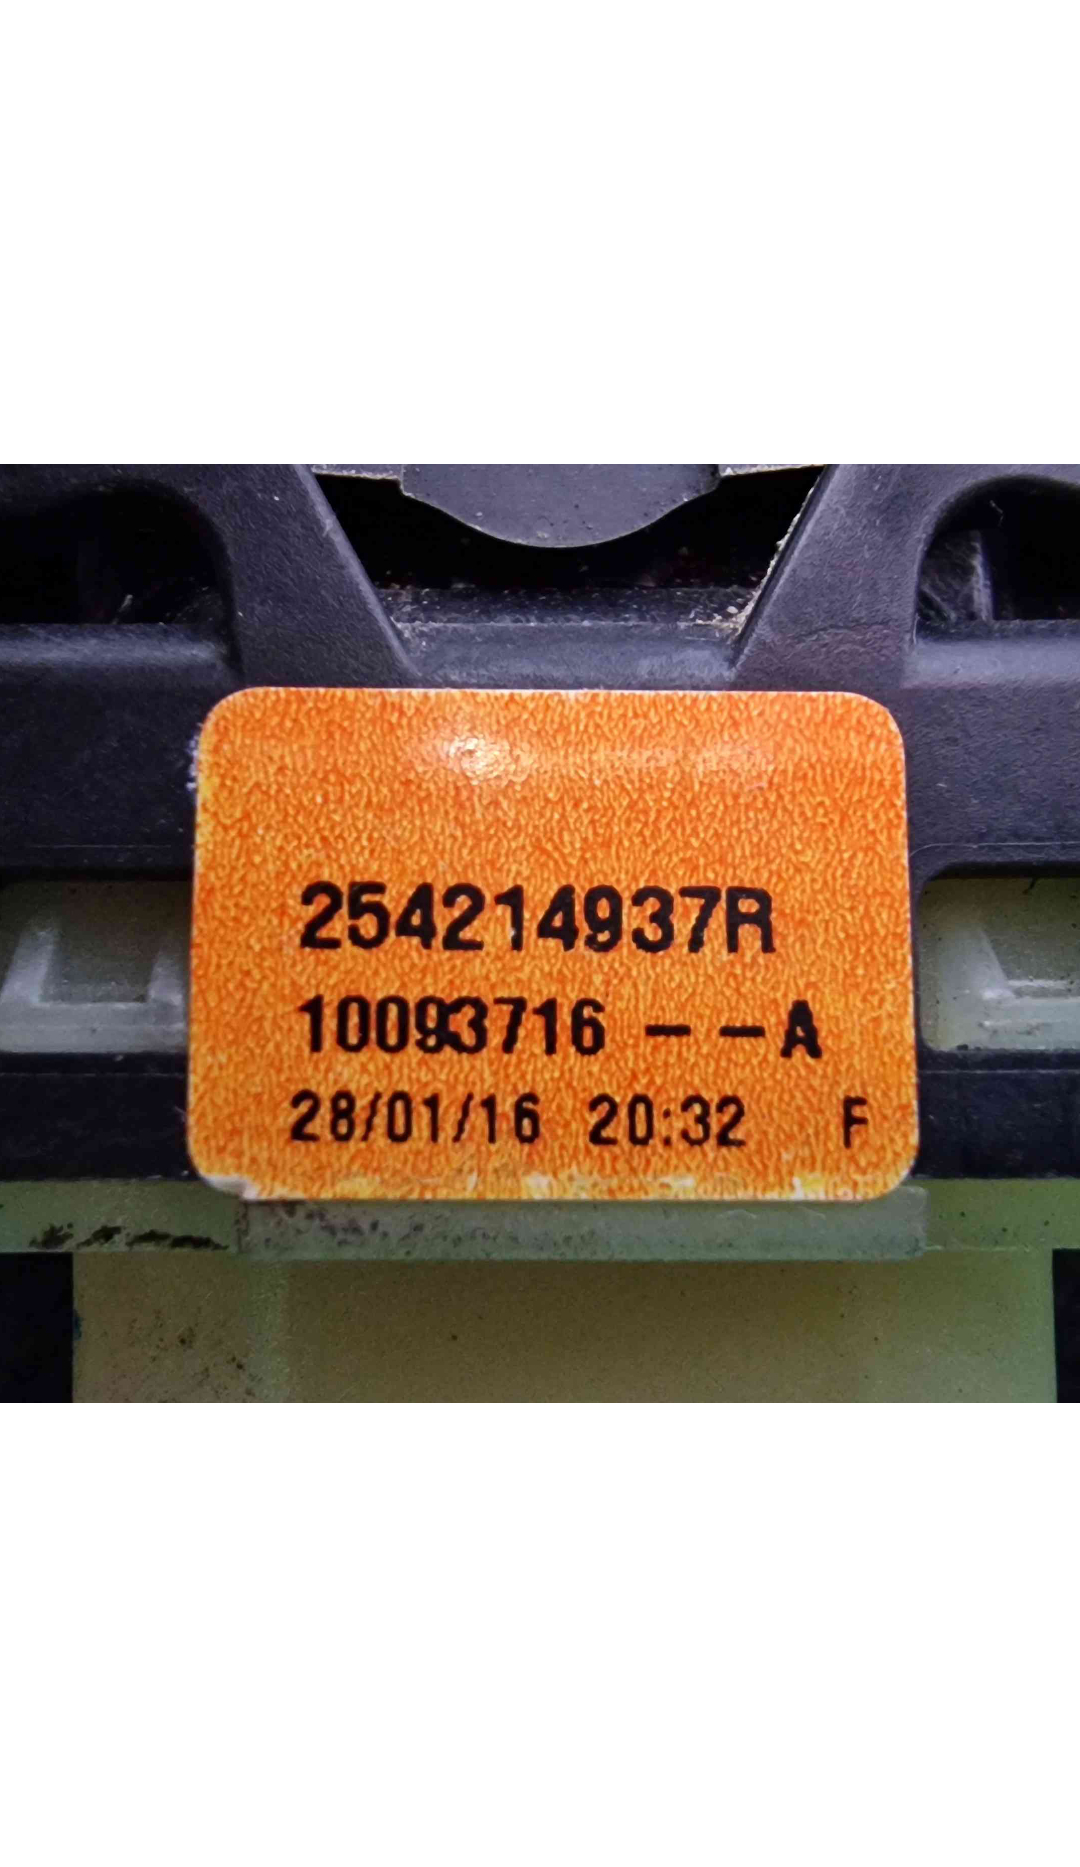 254214937R
10093716 – – A
28/01/16 20:32 F